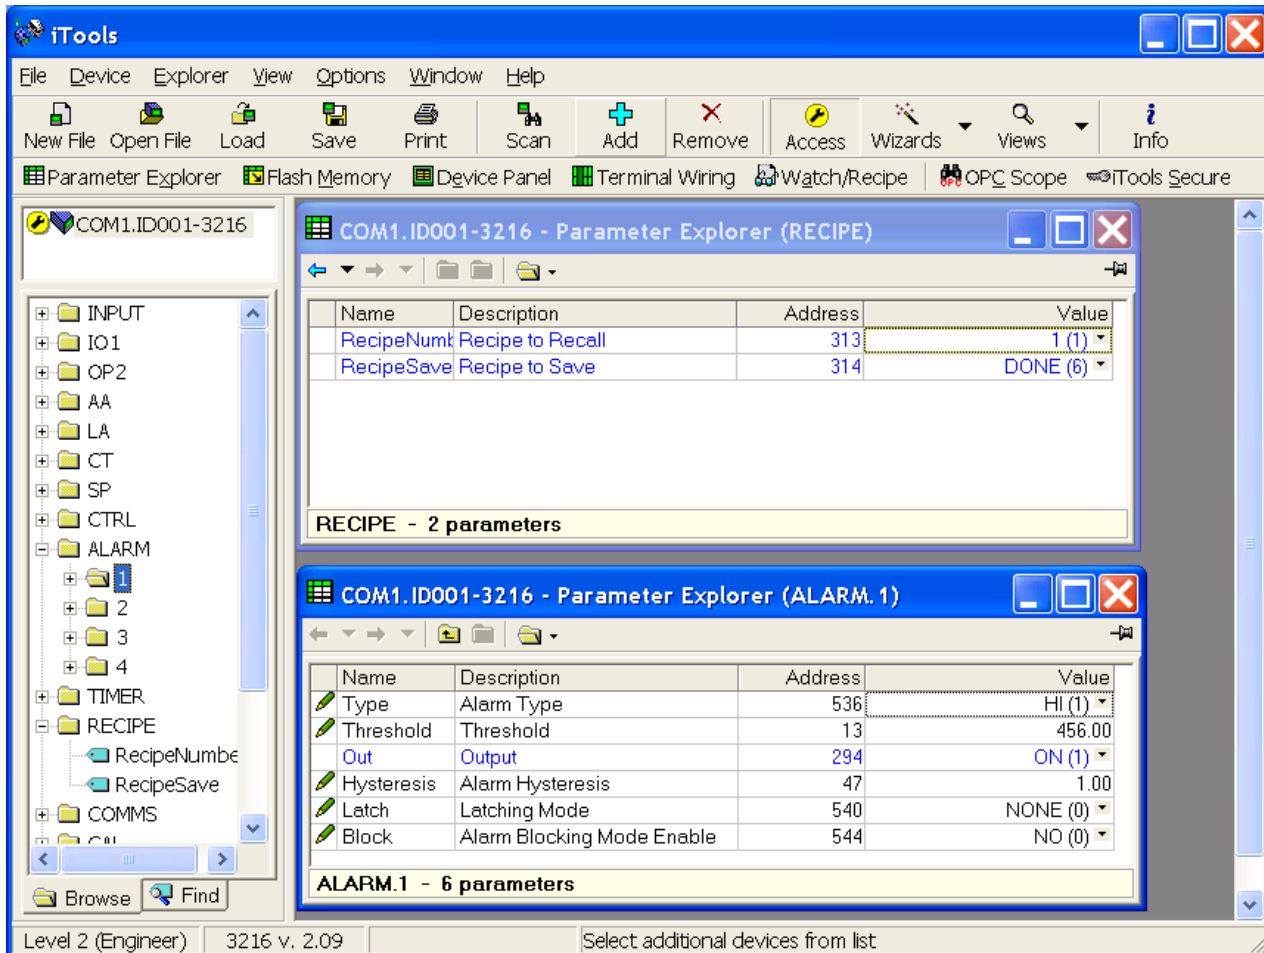 iTools
File Device Explorer View Options Window Help
New File Open File Load Save Print Scan Add Remove Access Wizards Views Info
Parameter Explorer Flash Memory Device Panel Terminal Wiring Watch/Recipe OPC Scope iTools Secure
COM1.ID001-3216
INPUT
IO1
OP2
AA
LA
CT
SP
CTRL
ALARM
1
2
3
4
TIMER
RECIPE
RecipeNumbe
RecipeSave
COMMS
Browse Find
COM1.ID001-3216 - Parameter Explorer (RECIPE)
Name Description Address Value
RecipeNumb Recipe to Recall 313 1 (1)
RecipeSave Recipe to Save 314 DONE (6)
RECIPE - 2 parameters
COM1.ID001-3216 - Parameter Explorer (ALARM.1)
Name Description Address Value
Type Alarm Type 536 HI (1)
Threshold Threshold 13 456.00
Out Output 294 ON (1)
Hysteresis Alarm Hysteresis 47 1.00
Latch Latching Mode 540 NONE (0)
Block Alarm Blocking Mode Enable 544 NO (0)
ALARM.1 - 6 parameters
Level 2 (Engineer) 3216 v. 2.09 Select additional devices from list